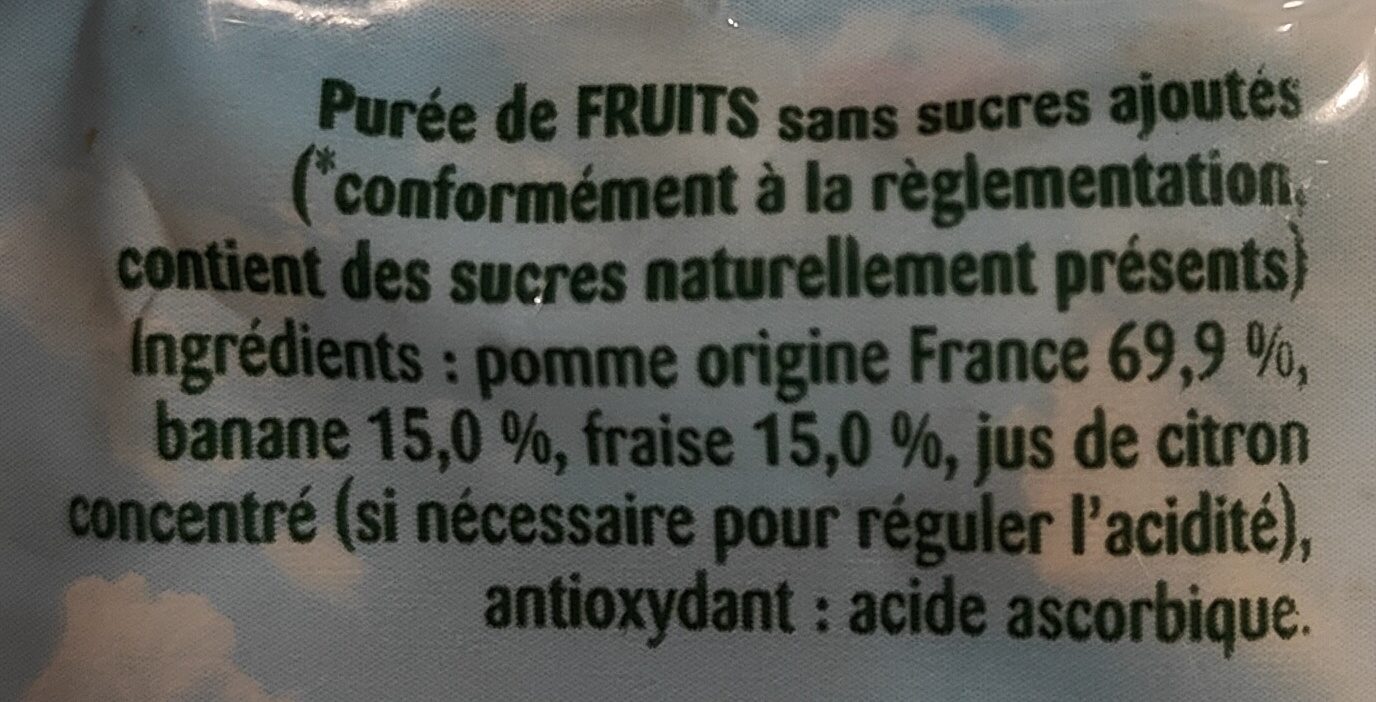 Purée de FRUITS sans sucres ajoutés
(*conformément à la règlementation,
contient des sucres naturellement présents)
Ingrédients : pomme origine France 69,9 %,
banane 15,0 %, fraise 15,0 %, jus de citron
concentré (si nécessaire pour réguler l'acidité),
antioxydant : acide ascorbique.